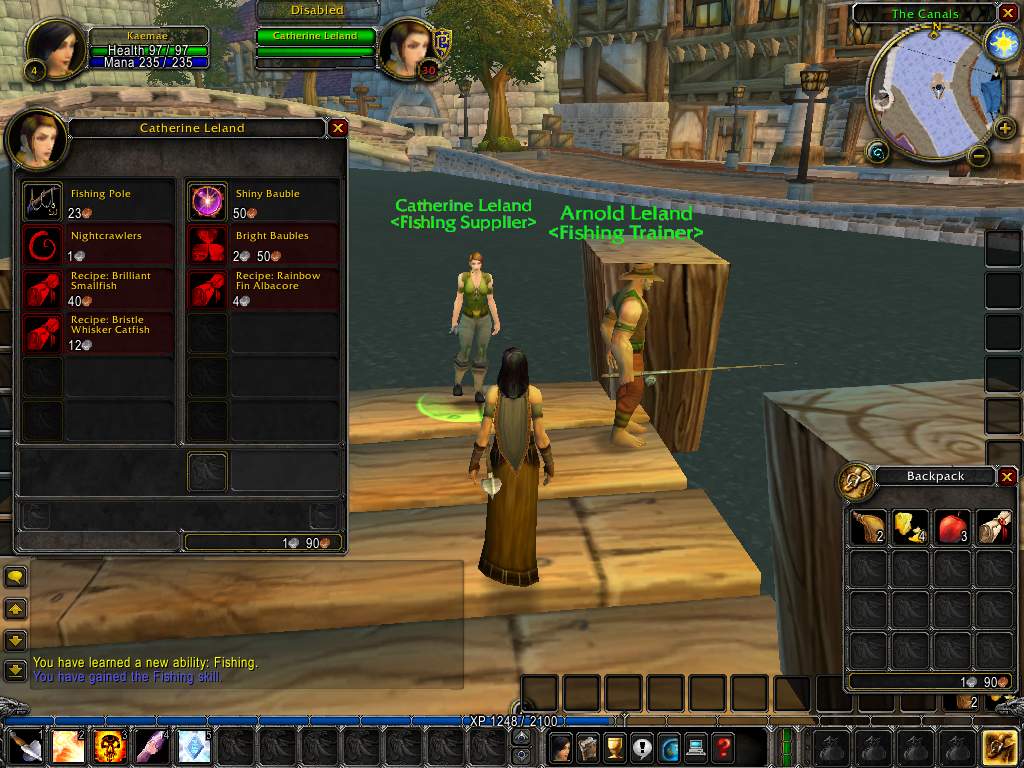 Disabled
Kaemae
Health 97 / 97
Mana 235 / 235
4
Catherine Leland
30
The Canals
N
Catherine Leland
Fishing Pole
23
Shiny Bauble
50
Nightcrawlers
1
Bright Baubles
2 50
Recipe: Brilliant
Smallfish
40
Recipe: Rainbow
Fin Albacore
4
Recipe: Bristle
Whisker Catfish
12
1 90
Catherine Leland
<Fishing Supplier>
Arnold Leland
<Fishing Trainer>
Backpack
2
4
3
1 90
You have learned a new ability: Fishing.
You have gained the Fishing skill.
2
XP 1248 / 2100
2
4